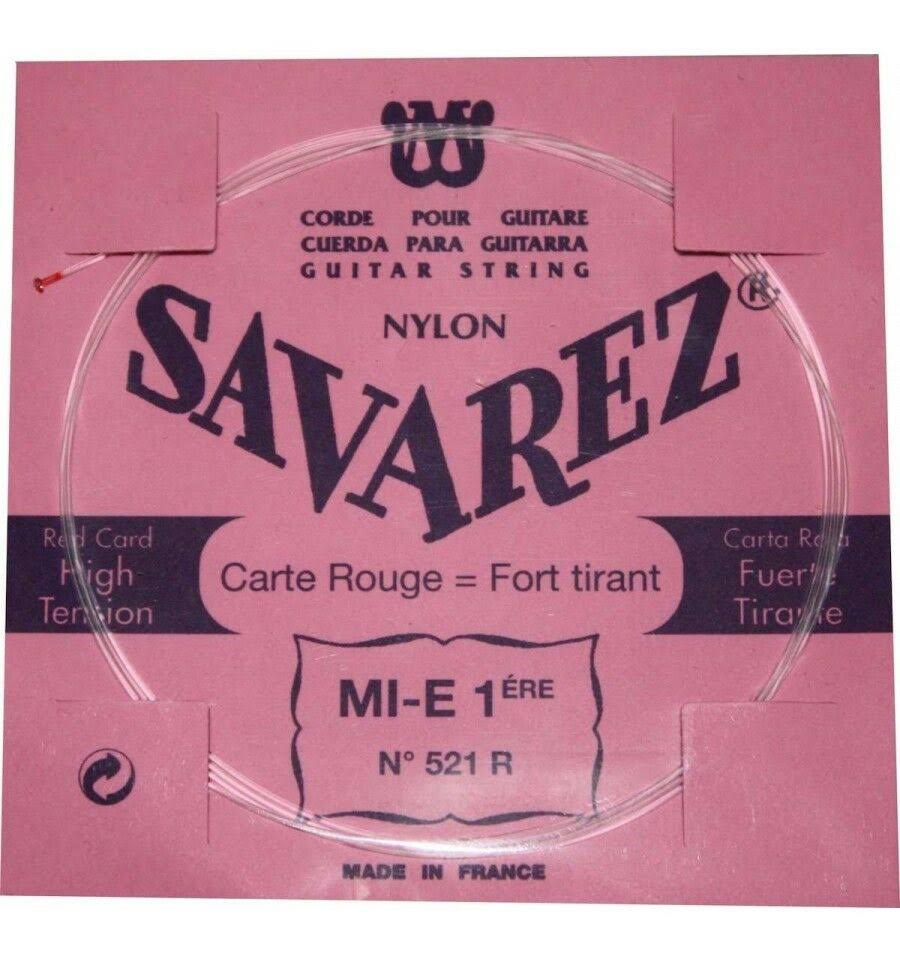 CORDE POUR GUITARE
CUERDA PARA GUITARRA
GUITAR STRING
NYLON
SAVAREZ®
Red Card
High
Tension
Carte Rouge = Fort tirant
Carta Roja
Fuerte
Tirante
MI-E 1ÉRE
N° 521 R
MADE IN FRANCE